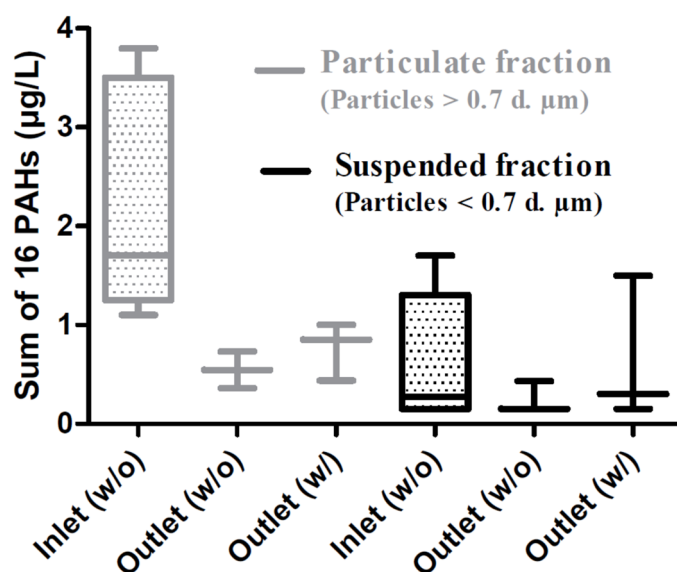 Sum of 16 PAHs (µg/L)
4
3
2
1
0
Particulate fraction
(Particles > 0.7 d. µm)
Suspended fraction
(Particles < 0.7 d. µm)
Inlet (w/o)
Outlet (w/o)
Outlet (w/)
Inlet (w/o)
Outlet (w/o)
Outlet (w/)